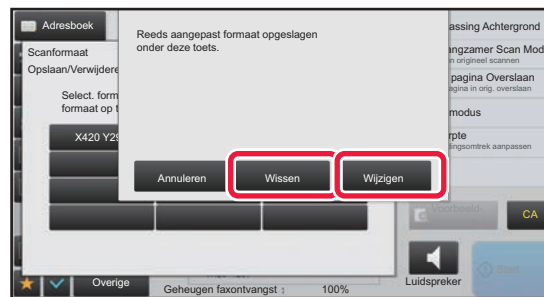 Adresboek
Scanformaat
Opslaan/Verwijdere
Select. form
formaat op t
X420 Y29
Reeds aangepast formaat opgeslagen
onder deze toets.
Annuleren
Wissen
Wijzigen
assing Achtergrond
ngzamer Scan Mod
n origineel scannen
pagina Overslaan
agina in orig. overslaan
modus
rpte
lingsomtrek aanpassen
Voorbeeld-
CA
Luidspreker
Start
Overige
Geheugen faxontvangst :
100%